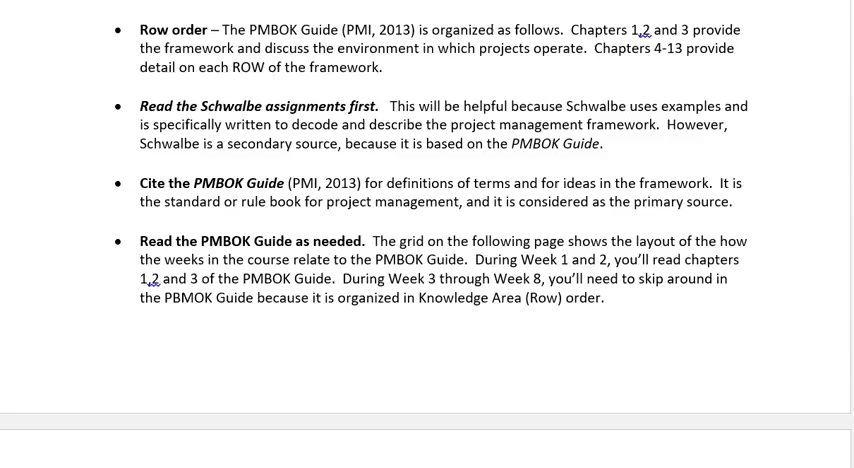 • Row order – The PMBOK Guide (PMI, 2013) is organized as follows.  Chapters 1,2 and 3 provide
the framework and discuss the environment in which projects operate.  Chapters 4-13 provide
detail on each ROW of the framework.
• Read the Schwalbe assignments first.   This will be helpful because Schwalbe uses examples and
is specifically written to decode and describe the project management framework.  However,
Schwalbe is a secondary source, because it is based on the PMBOK Guide.
• Cite the PMBOK Guide (PMI, 2013) for definitions of terms and for ideas in the framework.  It is
the standard or rule book for project management, and it is considered as the primary source.
• Read the PMBOK Guide as needed.  The grid on the following page shows the layout of the how
the weeks in the course relate to the PMBOK Guide.  During Week 1 and 2, you’ll read chapters
1,2 and 3 of the PMBOK Guide.  During Week 3 through Week 8, you’ll need to skip around in
the PBMOK Guide because it is organized in Knowledge Area (Row) order.